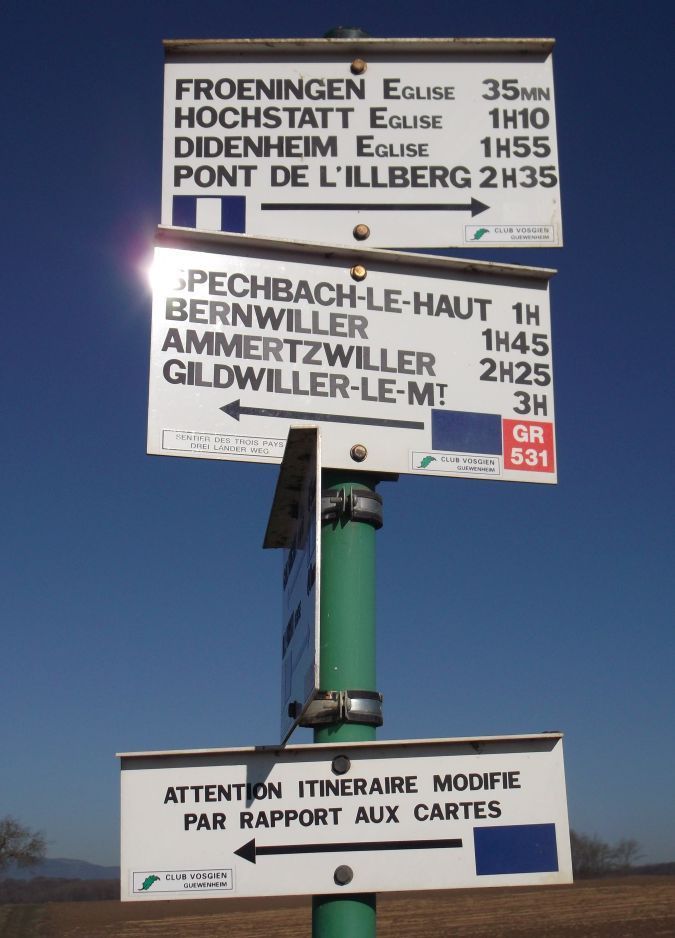 FROENINGEN EGLISE 35MN
HOCHSTATT EGLISE 1H10
DIDENHEIM EGLISE 1H55
PONT DE L'ILLBERG 2H35
CLUB VOSGIEN
GUEWENHEIM
SPECHBACH-LE-HAUT 1H
BERNWILLER 1H45
AMMERTZWILLER 2H25
GILDWILLER-LE-MT 3H
SENTIER DES TROIS PAYS
DREI LÄNDER WEG
CLUB VOSGIEN
GUEWENHEIM
GR
531
ATTENTION ITINERAIRE MODIFIE
PAR RAPPORT AUX CARTES
CLUB VOSGIEN
GUEWENHEIM